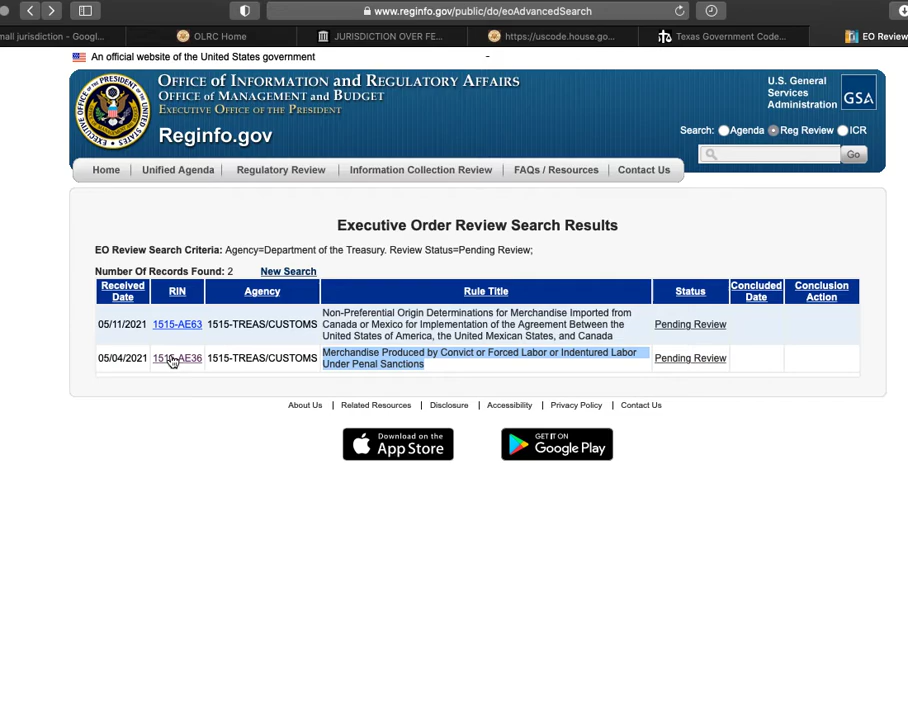 www.reginfo.gov/public/do/eoAdvancedSearch
mall jurisdiction - Googl...
OLRC Home
JURISDICTION OVER FE...
https://uscode.house.go...
Texas Government Code...
EO Review
An official website of the United States government
OFFICE OF INFORMATION AND REGULATORY AFFAIRS
OFFICE OF MANAGEMENT AND BUDGET
EXECUTIVE OFFICE OF THE PRESIDENT
Reginfo.gov
U.S. General
Services
Administration
GSA
Search: Agenda Reg Review ICR
Go
Home Unified Agenda Regulatory Review Information Collection Review FAQs / Resources Contact Us
Executive Order Review Search Results
EO Review Search Criteria: Agency=Department of the Treasury. Review Status=Pending Review;
Number Of Records Found: 2 New Search
Received Date RIN Agency Rule Title Status Concluded Date Conclusion Action
05/11/2021 1515-AE63 1515-TREAS/CUSTOMS Non-Preferential Origin Determinations for Merchandise Imported from
Canada or Mexico for Implementation of the Agreement Between the
United States of America, the United Mexican States, and Canada
Pending Review
05/04/2021 1515-AE36 1515-TREAS/CUSTOMS Merchandise Produced by Convict or Forced Labor or Indentured Labor
Under Penal Sanctions
Pending Review
About Us | Related Resources | Disclosure | Accessibility | Privacy Policy | Contact Us
Download on the
App Store
GET IT ON
Google Play